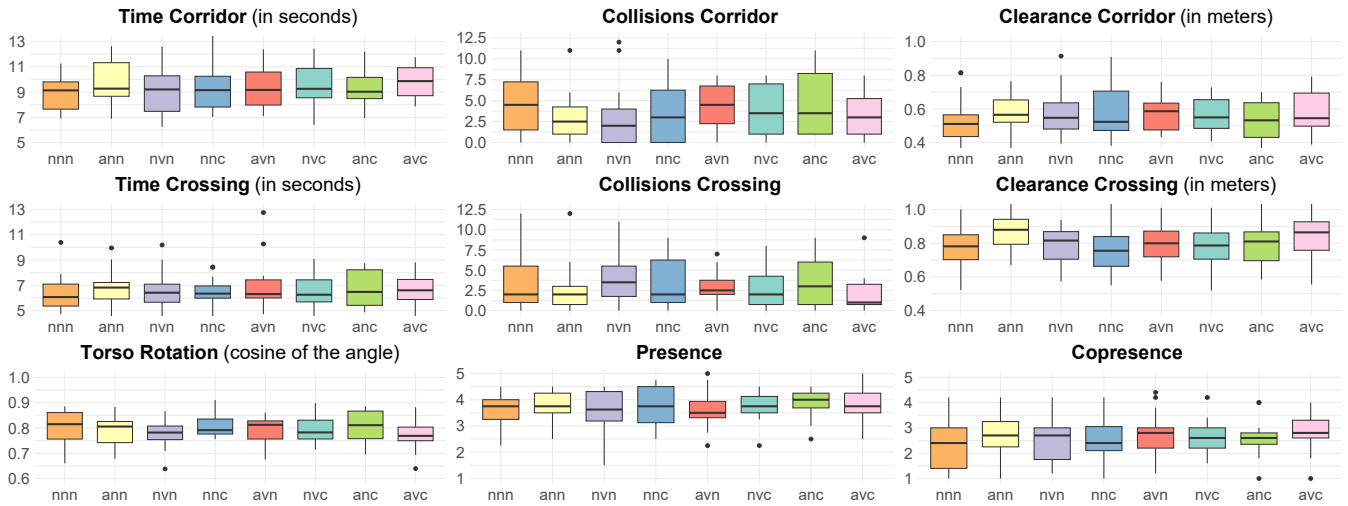 Time Corridor (in seconds)
13
11
9
7
5
nnn ann nvn nnc avn nvc anc avc
Collisions Corridor
12.5
10.0
7.5
5.0
2.5
0.0
nnn ann nvn nnc avn nvc anc avc
Clearance Corridor (in meters)
1.0
0.8
0.6
0.4
nnn ann nvn nnc avn nvc anc avc
Time Crossing (in seconds)
13
11
9
7
5
nnn ann nvn nnc avn nvc anc avc
Collisions Crossing
12.5
10.0
7.5
5.0
2.5
0.0
nnn ann nvn nnc avn nvc anc avc
Clearance Crossing (in meters)
1.0
0.8
0.6
0.4
nnn ann nvn nnc avn nvc anc avc
Torso Rotation (cosine of the angle)
1.0
0.9
0.8
0.7
0.6
nnn ann nvn nnc avn nvc anc avc
Presence
5
4
3
2
1
nnn ann nvn nnc avn nvc anc avc
Copresence
5
4
3
2
1
nnn ann nvn nnc avn nvc anc avc